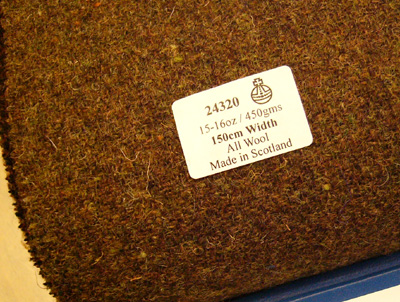 24320
15-16oz / 450gms
150cm Width
All Wool
Made in Scotland